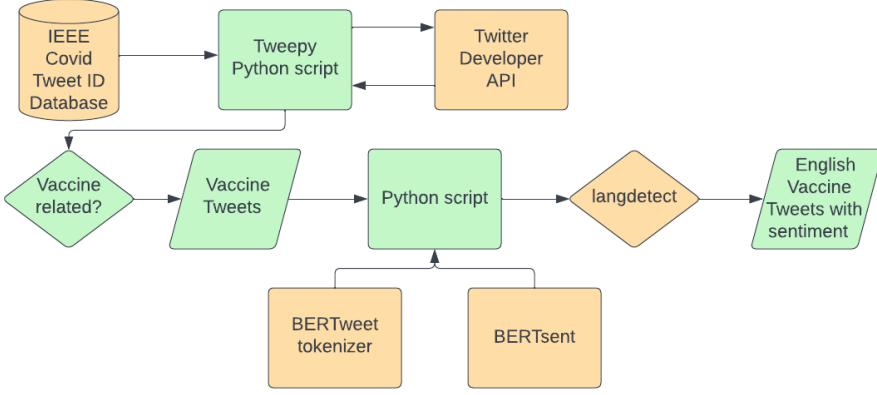 IEEE
Covid
Tweet ID
Database
Tweepy
Python script
Twitter
Developer
API
Vaccine
related?
Vaccine
Tweets
Python script
langdetect
English
Vaccine
Tweets with
sentiment
BERTweet
tokenizer
BERTsent